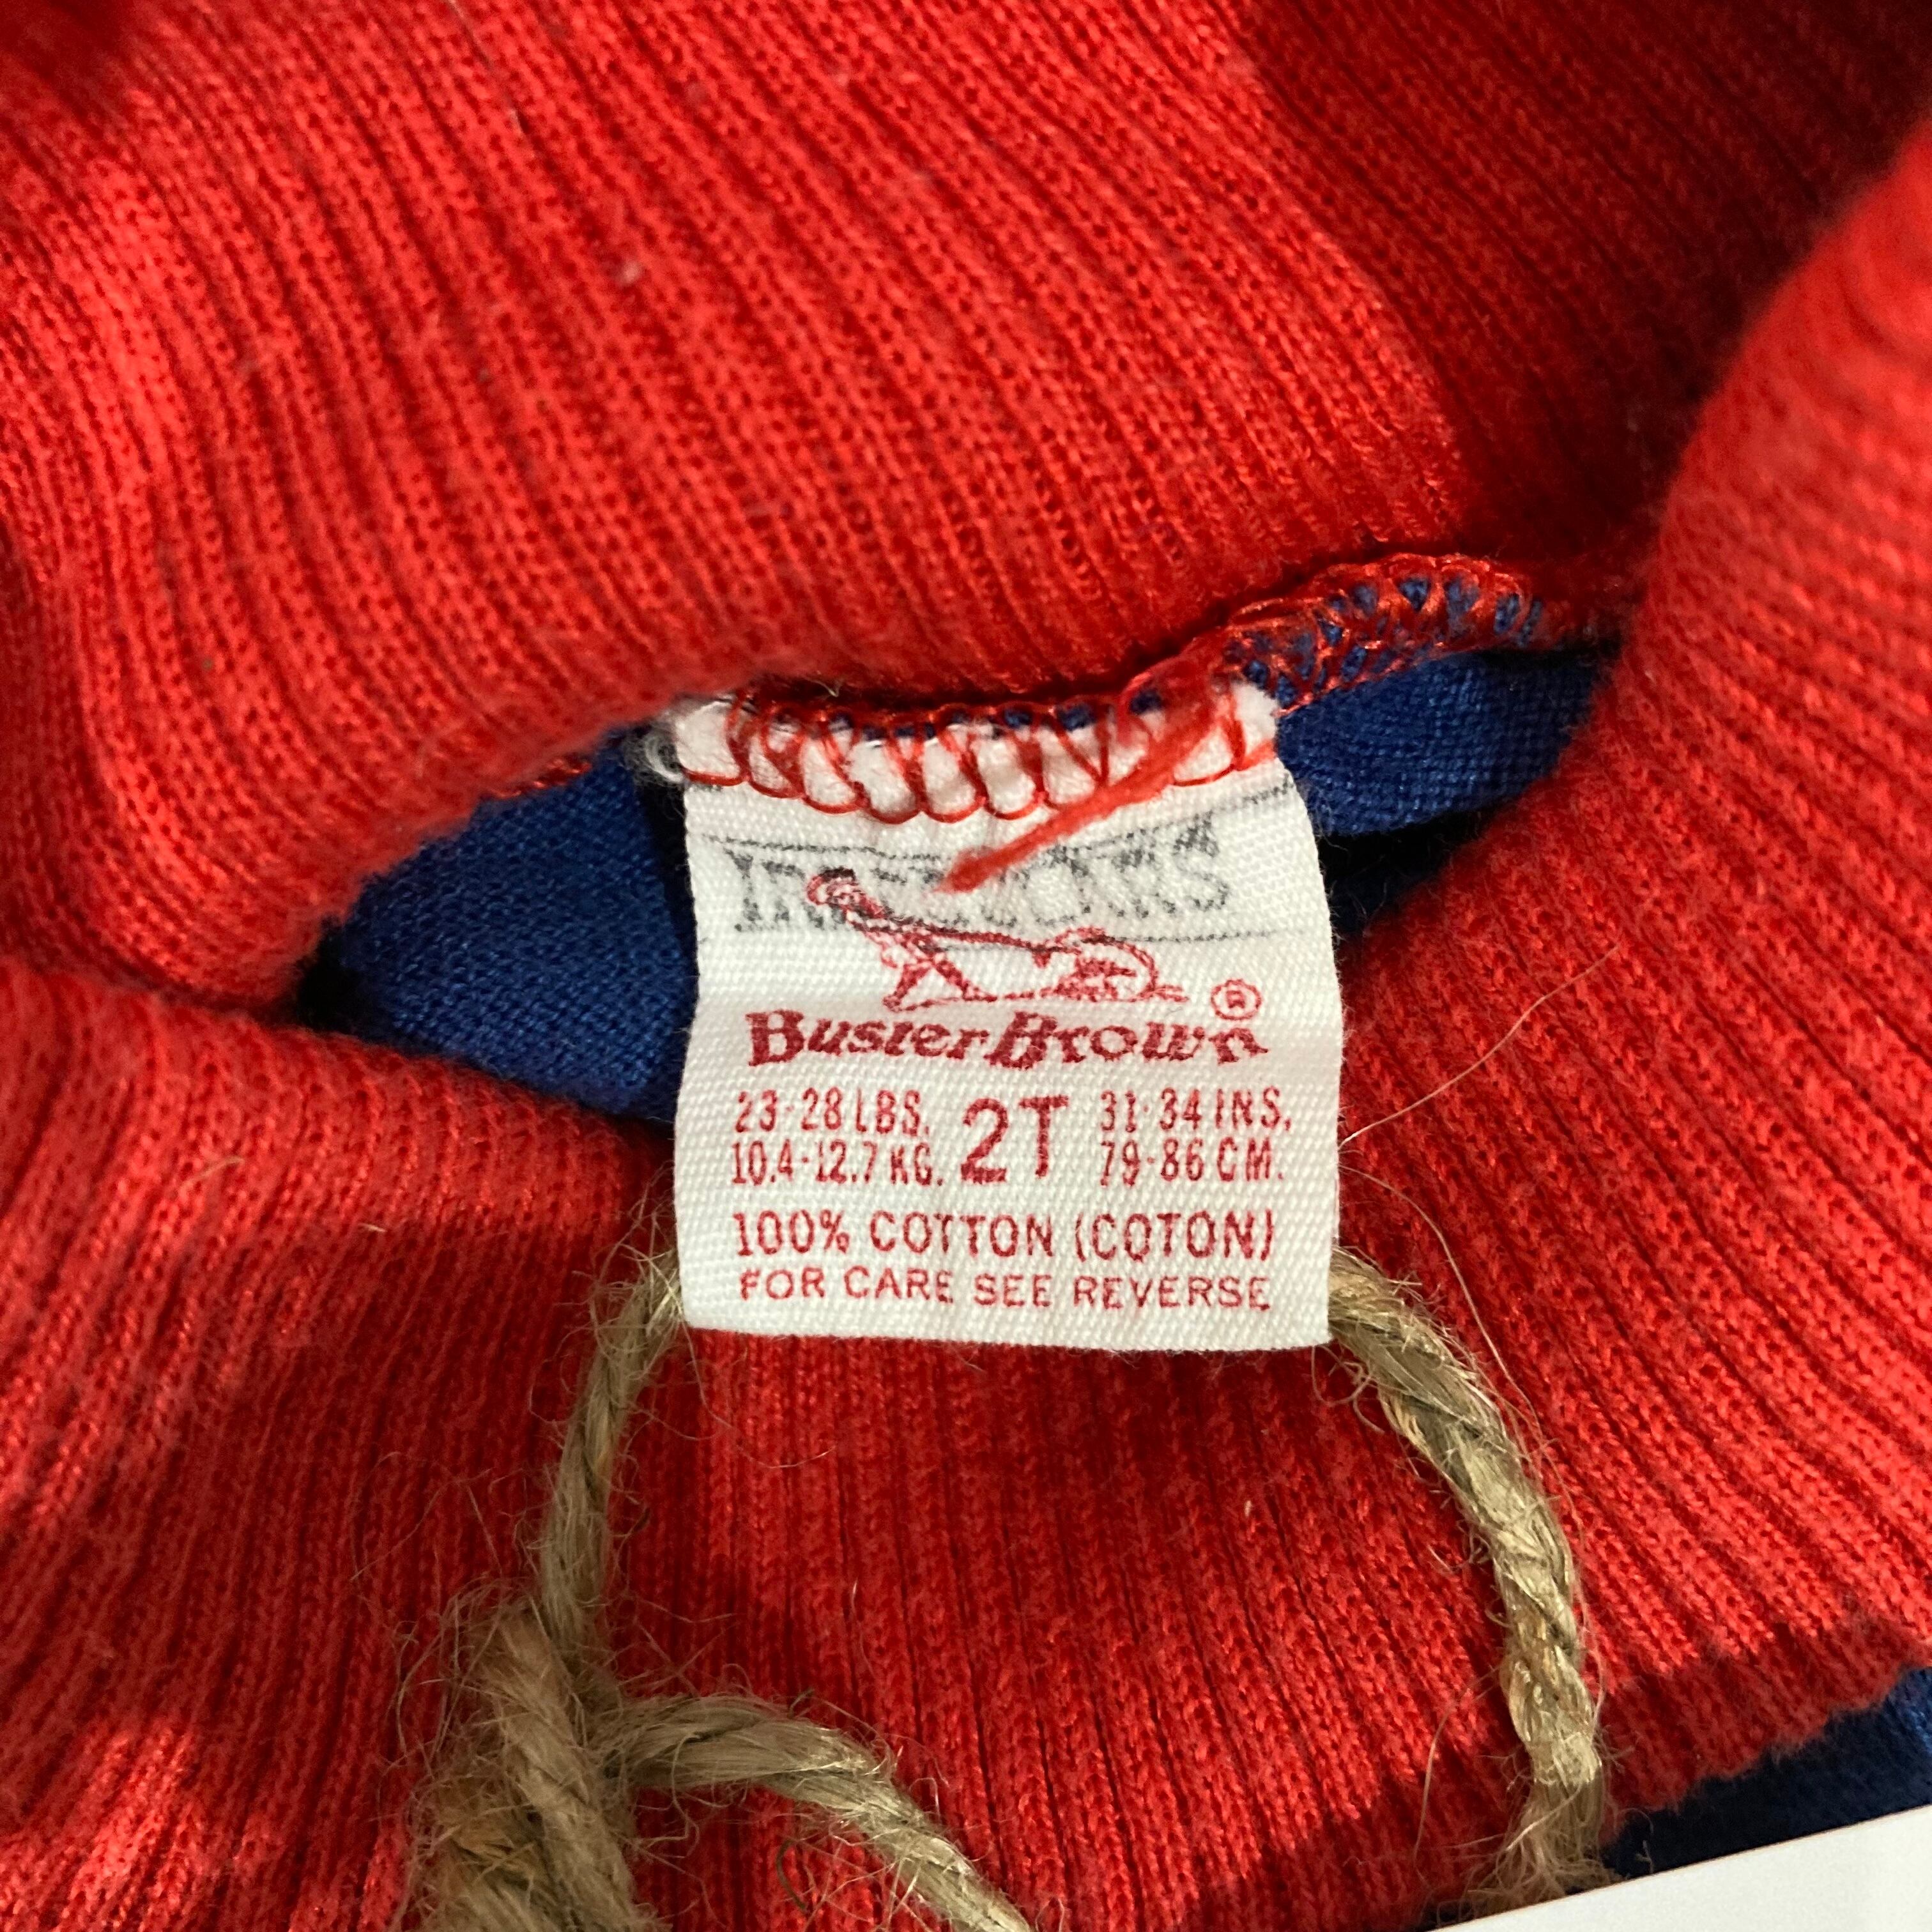 IRREGULARS
Buster Brown ®
23-28 LBS. 2T 31-34 INS.
10.4-12.7 KG. 79-86 CM.
100% COTTON (COTON)
FOR CARE SEE REVERSE